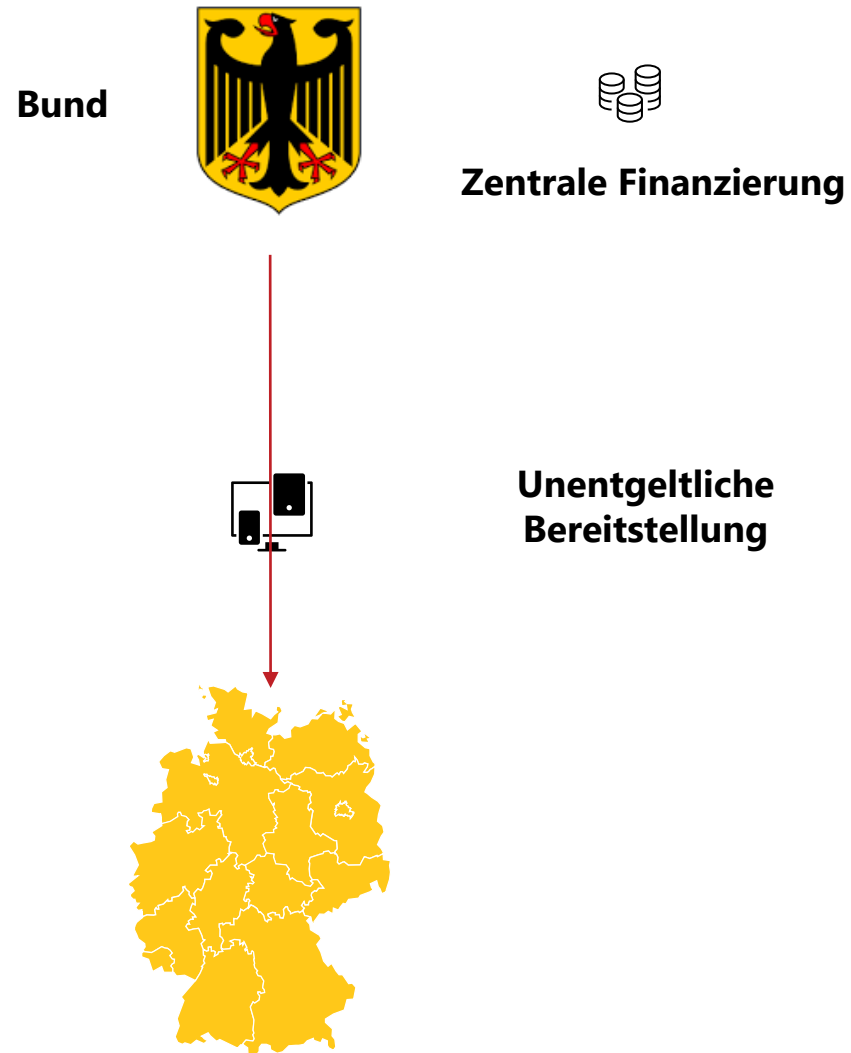 Bund
Zentrale Finanzierung
Unentgeltliche
Bereitstellung